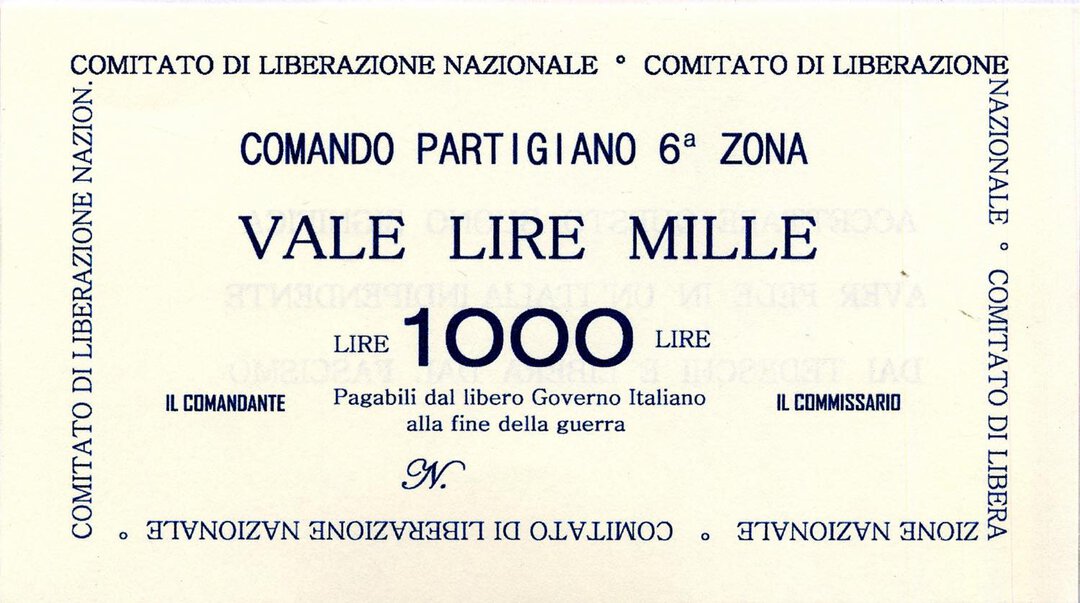 COMITATO DI LIBERAZIONE NAZIONALE ° COMITATO DI LIBERAZIONE
NAZIONALE ° COMITATO DI LIBERA
ZIONE NAZIONALE ° COMITATO DI LIBERAZIONE NAZIONALE °
COMITATO DI LIBERAZIONE NAZION.
COMANDO PARTIGIANO 6ª ZONA
VALE LIRE MILLE
LIRE 1000 LIRE
IL COMANDANTE
Pagabili dal libero Governo Italiano
alla fine della guerra
IL COMMISSARIO
N.